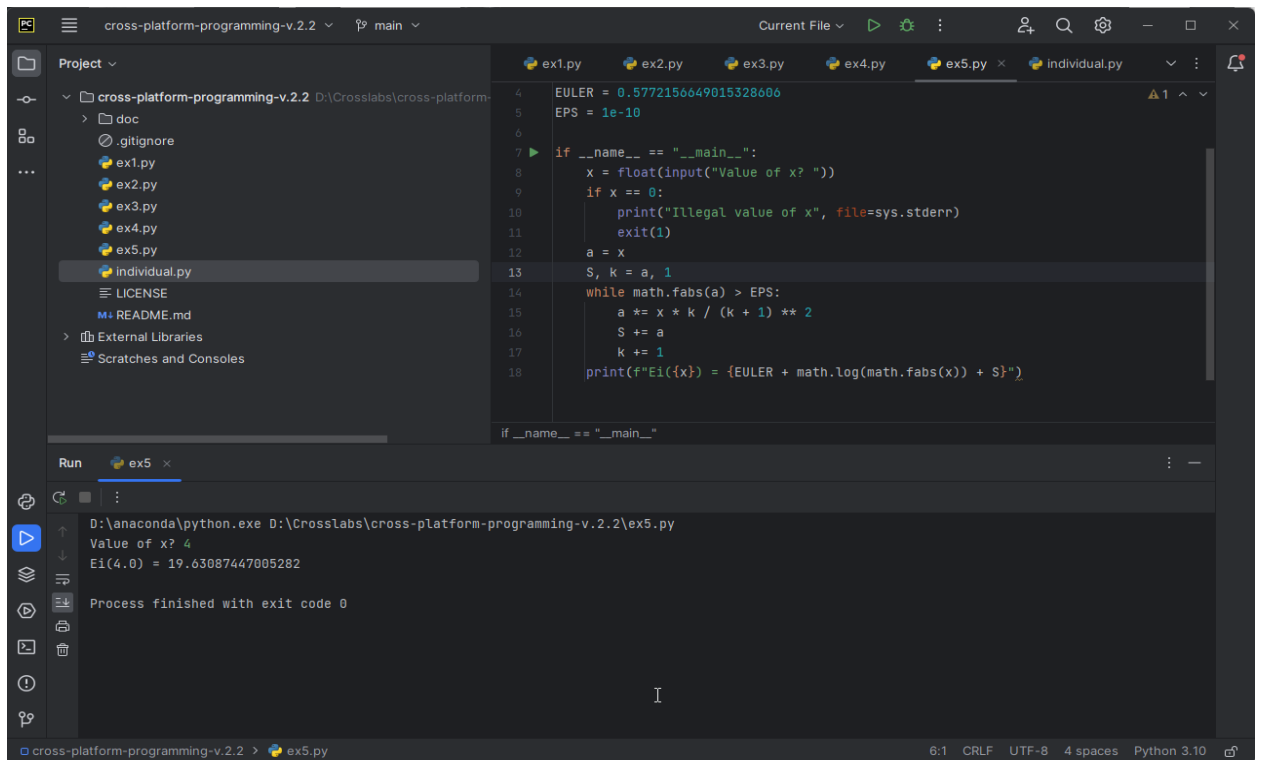 PC cross-platform-programming-v.2.2 main Current File
Project
cross-platform-programming-v.2.2 D:\Crosslabs\cross-platform-
doc
.gitignore
ex1.py
ex2.py
ex3.py
ex4.py
ex5.py
individual.py
LICENSE
M↓ README.md
External Libraries
Scratches and Consoles
ex1.py ex2.py ex3.py ex4.py ex5.py individual.py
4 EULER = 0.5772156649015328606
5 EPS = 1e-10
6
7 if __name__ == "__main__":
8 x = float(input("Value of x? "))
9 if x == 0:
10 print("Illegal value of x", file=sys.stderr)
11 exit(1)
12 a = x
13 S, k = a, 1
14 while math.fabs(a) > EPS:
15 a *= x * k / (k + 1) ** 2
16 S += a
17 k += 1
18 print(f"Ei({x}) = {EULER + math.log(math.fabs(x)) + S}")
1
if __name__ == "__main__"
Run ex5
D:\anaconda\python.exe D:\Crosslabs\cross-platform-programming-v.2.2\ex5.py
Value of x? 4
Ei(4.0) = 19.63087447005282
Process finished with exit code 0
cross-platform-programming-v.2.2 > ex5.py 6:1 CRLF UTF-8 4 spaces Python 3.10